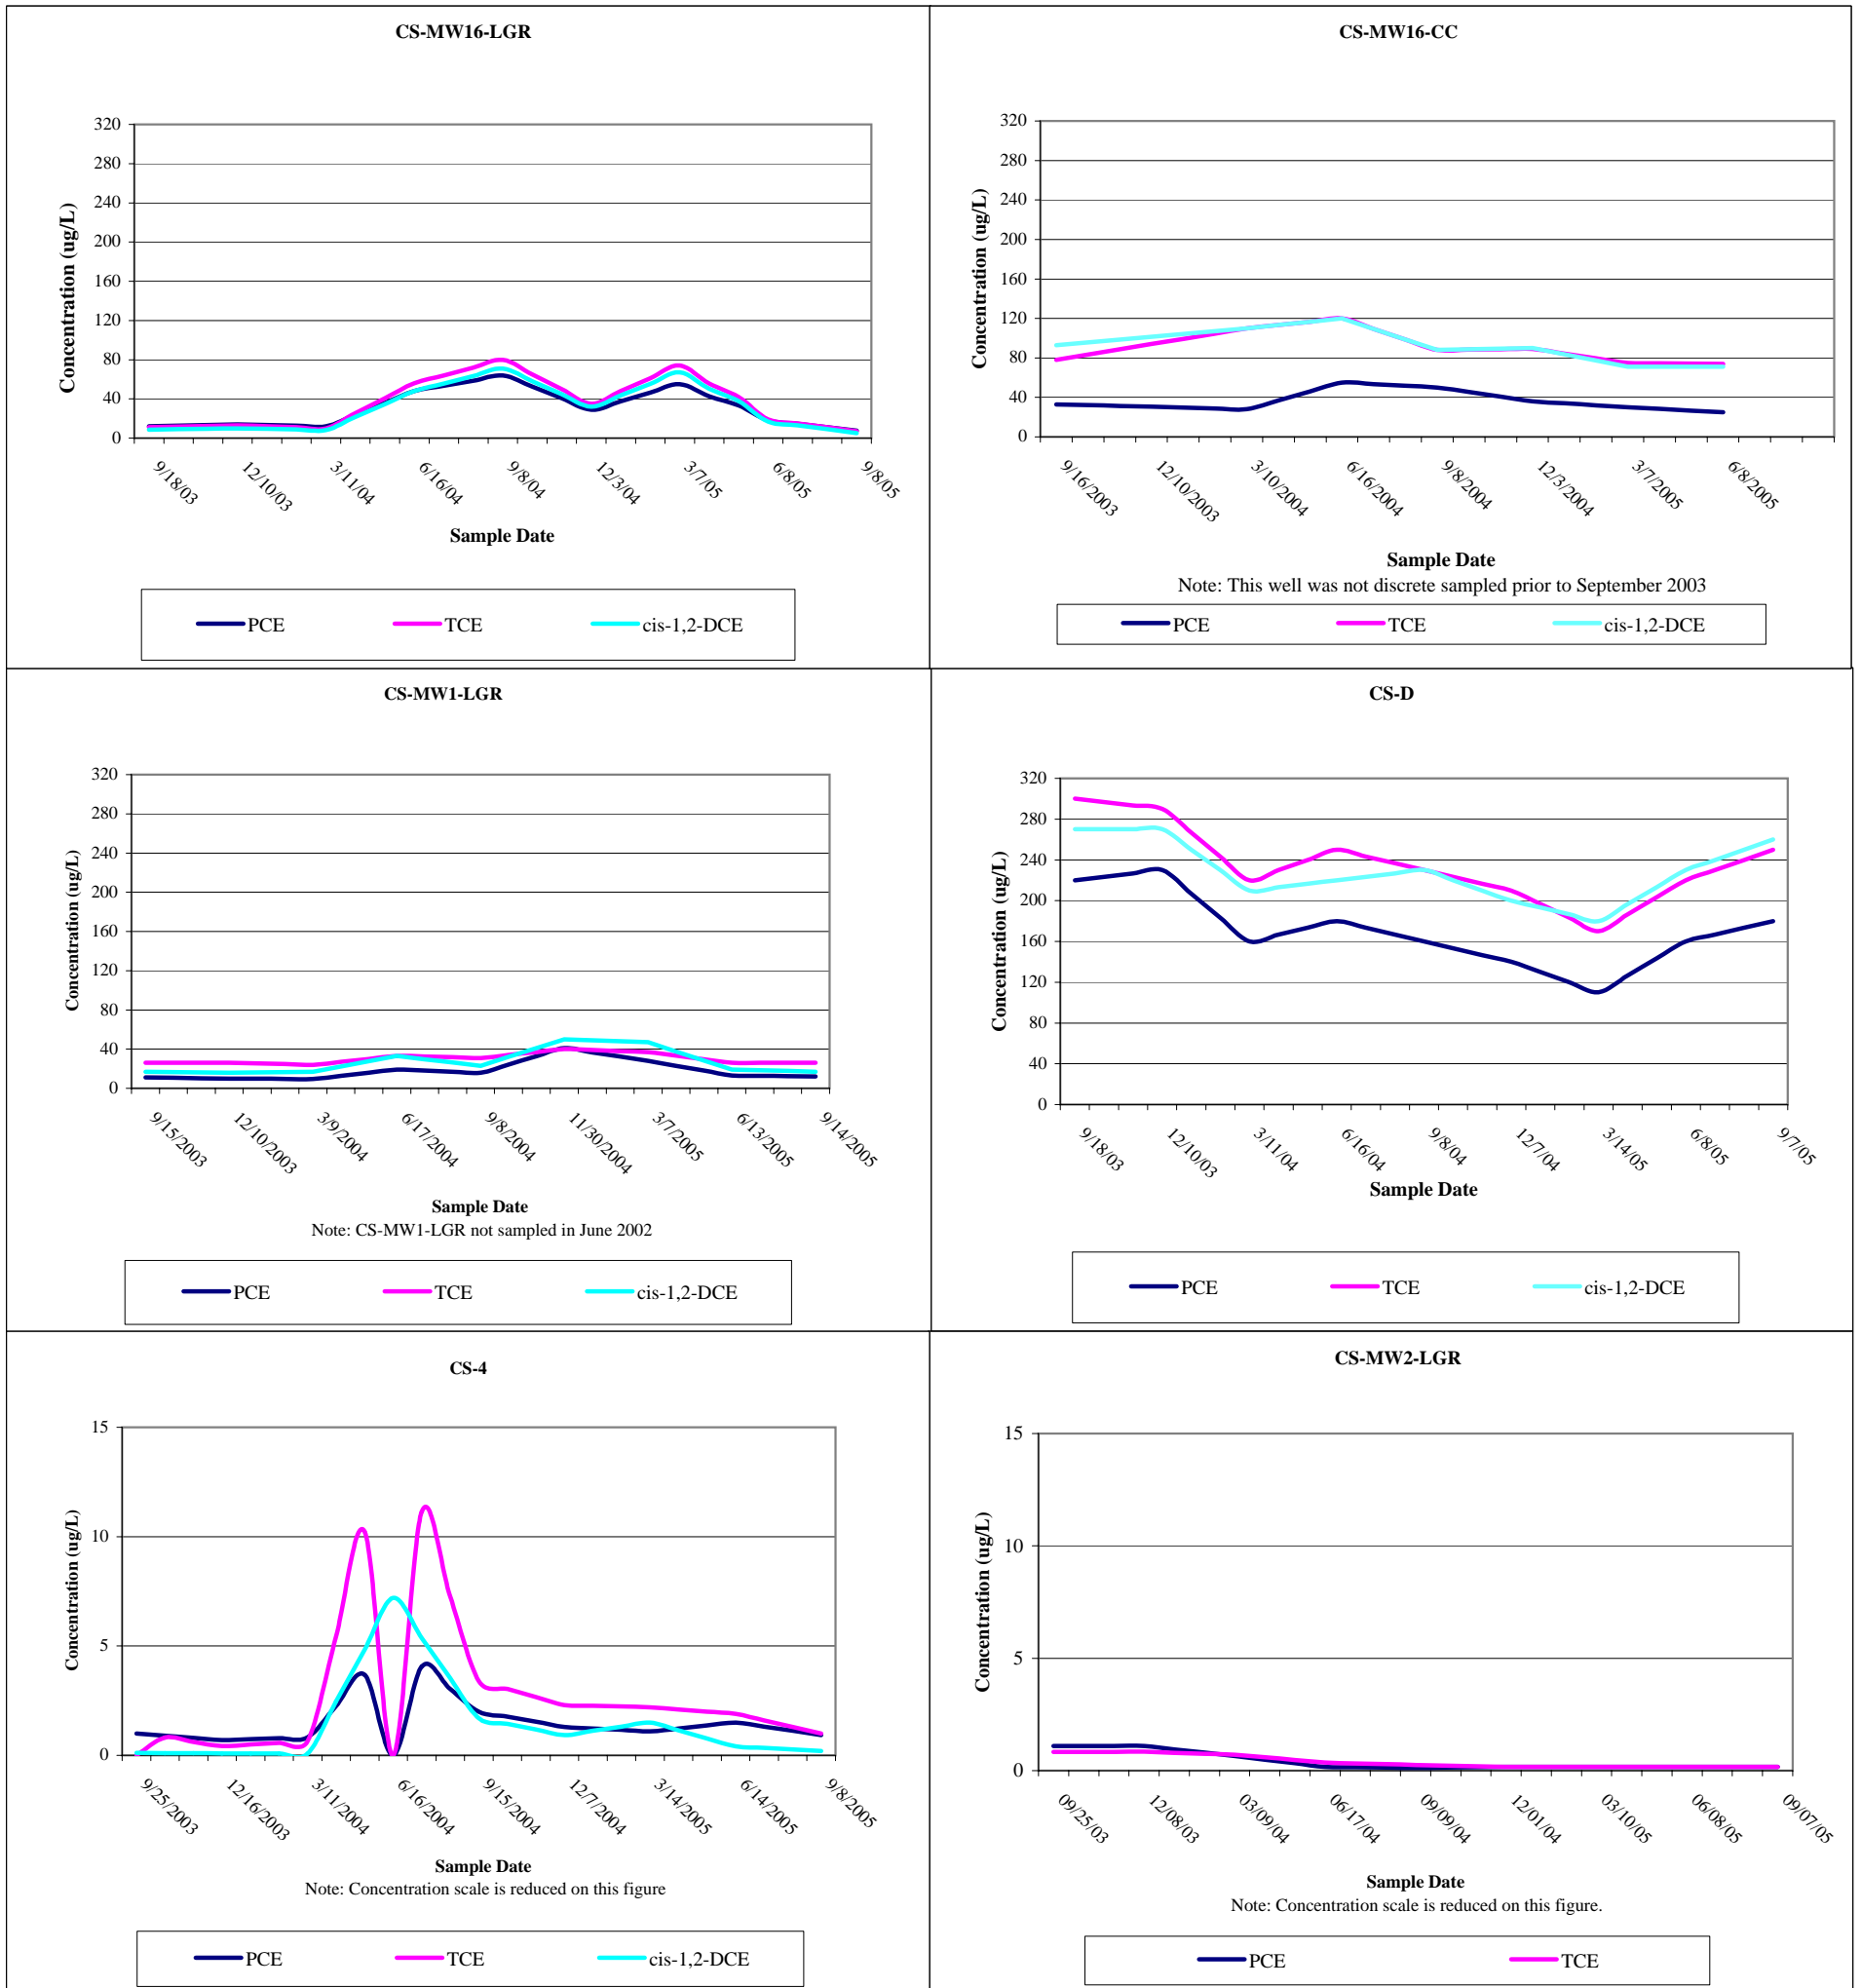 CS-MW16-LGR
320
280
240
200
160
120
80
40
0
Concentration (ug/L)
9/18/03
12/10/03
3/11/04
6/16/04
9/8/04
12/3/04
3/7/05
6/8/05
9/8/05
Sample Date
PCE
TCE
cis-1,2-DCE
CS-MW16-CC
320
280
240
200
160
120
80
40
0
Concentration (ug/L)
9/16/2003
12/10/2003
3/10/2004
6/16/2004
9/8/2004
12/3/2004
3/7/2005
6/8/2005
Sample Date
Note: This well was not discrete sampled prior to September 2003
PCE
TCE
cis-1,2-DCE
CS-MW1-LGR
320
280
240
200
160
120
80
40
0
Concentration (ug/L)
9/15/2003
12/10/2003
3/9/2004
6/17/2004
9/8/2004
11/30/2004
3/7/2005
6/13/2005
9/14/2005
Sample Date
Note: CS-MW1-LGR not sampled in June 2002
PCE
TCE
cis-1,2-DCE
CS-D
320
280
240
200
160
120
80
40
0
Concentration (ug/L)
9/18/03
12/10/03
3/11/04
6/16/04
9/8/04
12/7/04
3/14/05
6/8/05
9/7/05
Sample Date
PCE
TCE
cis-1,2-DCE
CS-4
15
10
5
0
Concentration (ug/L)
9/25/2003
12/16/2003
3/11/2004
6/16/2004
9/15/2004
12/7/2004
3/14/2005
6/14/2005
9/8/2005
Sample Date
Note: Concentration scale is reduced on this figure
PCE
TCE
cis-1,2-DCE
CS-MW2-LGR
15
10
5
0
Concentration (ug/L)
09/25/03
12/08/03
03/09/04
06/17/04
09/09/04
12/01/04
03/10/05
06/08/05
09/07/05
Sample Date
Note: Concentration scale is reduced on this figure.
PCE
TCE